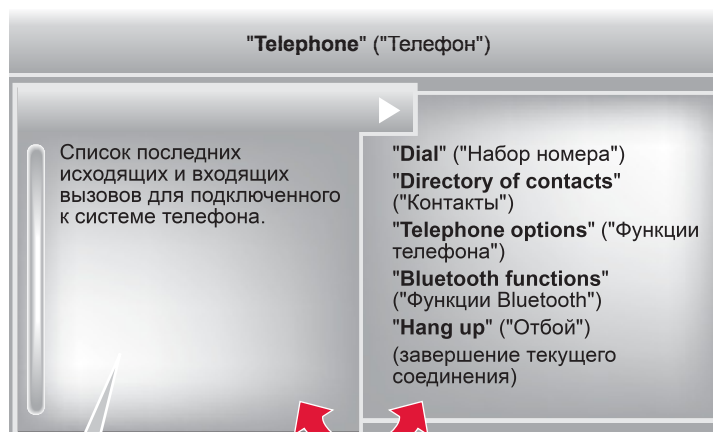 "Telephone" ("Телефон")
Список последних
исходящих и входящих
вызовов для подключенного
к системе телефона.
"Dial" ("Набор номера")
"Directory of contacts"
("Контакты")
"Telephone options" ("Функции
телефона")
"Bluetooth functions"
("Функции Bluetooth")
"Hang up" ("Отбой")
(завершение текущего
соединения)